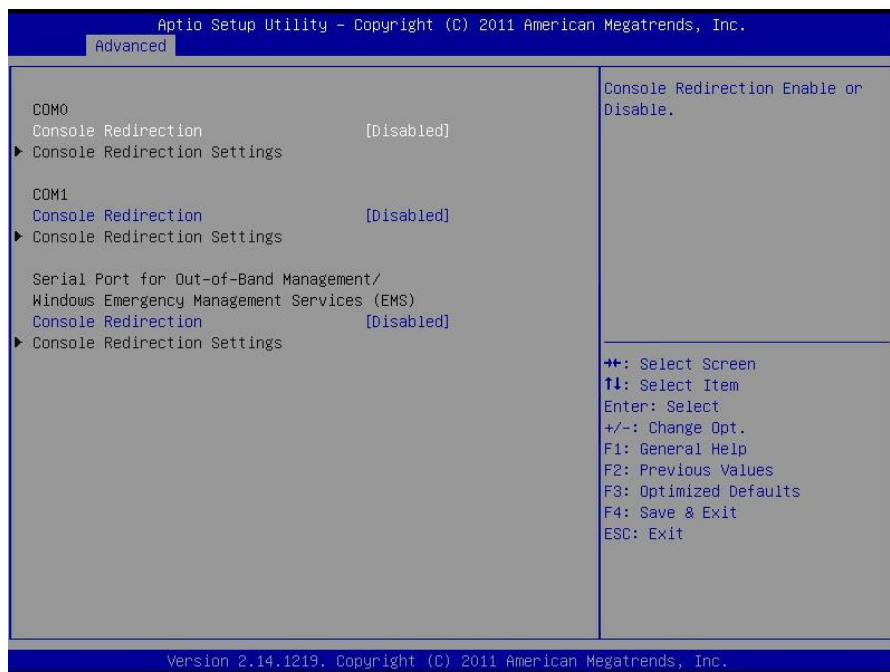 Aptio Setup Utility – Copyright (C) 2011 American Megatrends, Inc.
Advanced
COM0
Console Redirection [Disabled]
▶ Console Redirection Settings
COM1
Console Redirection [Disabled]
▶ Console Redirection Settings
Serial Port for Out-of-Band Management/
Windows Emergency Management Services (EMS)
Console Redirection [Disabled]
▶ Console Redirection Settings
Console Redirection Enable or
Disable.
→←: Select Screen
↑↓: Select Item
Enter: Select
+/-: Change Opt.
F1: General Help
F2: Previous Values
F3: Optimized Defaults
F4: Save & Exit
ESC: Exit
Version 2.14.1219. Copyright (C) 2011 American Megatrends, Inc.